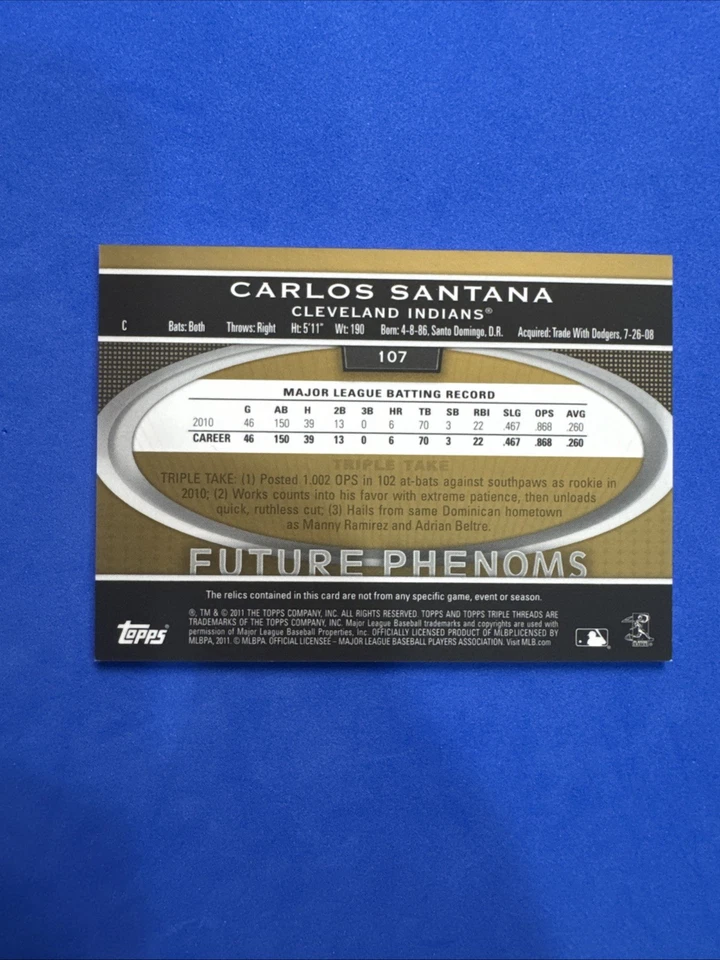 CARLOS SANTANA
CLEVELAND INDIANS®
C Bats: Both Throws: Right Ht: 5'11" Wt: 190 Born: 4-8-86, Santo Domingo, D.R. Acquired: Trade With Dodgers, 7-26-08
107
MAJOR LEAGUE BATTING RECORD
G AB H 2B 3B HR TB SB RBI SLG OPS AVG
2010 46 150 39 13 0 6 70 3 22 .467 .868 .260
CAREER 46 150 39 13 0 6 70 3 22 .467 .868 .260
TRIPLE TAKE
TRIPLE TAKE: (1) Posted 1.002 OPS in 102 at-bats against southpaws as rookie in
2010; (2) Works counts into his favor with extreme patience, then unloads
quick, ruthless cut; (3) Hails from same Dominican hometown
as Manny Ramirez and Adrian Beltre.
FUTURE PHENOMS
The relics contained in this card are not from any specific game, event or season.
®, TM & © 2011 THE TOPPS COMPANY, INC. ALL RIGHTS RESERVED. TOPPS AND TOPPS TRIPLE THREADS ARE
TRADEMARKS OF THE TOPPS COMPANY, INC. Major League Baseball trademarks and copyrights are used with
permission of Major League Baseball Properties, Inc. OFFICIALLY LICENSED PRODUCT OF MLBP.LICENSED BY
MLBPA, 2011. © MLBPA. OFFICIAL LICENSEE - MAJOR LEAGUE BASEBALL PLAYERS ASSOCIATION. Visit MLB.com
topps®